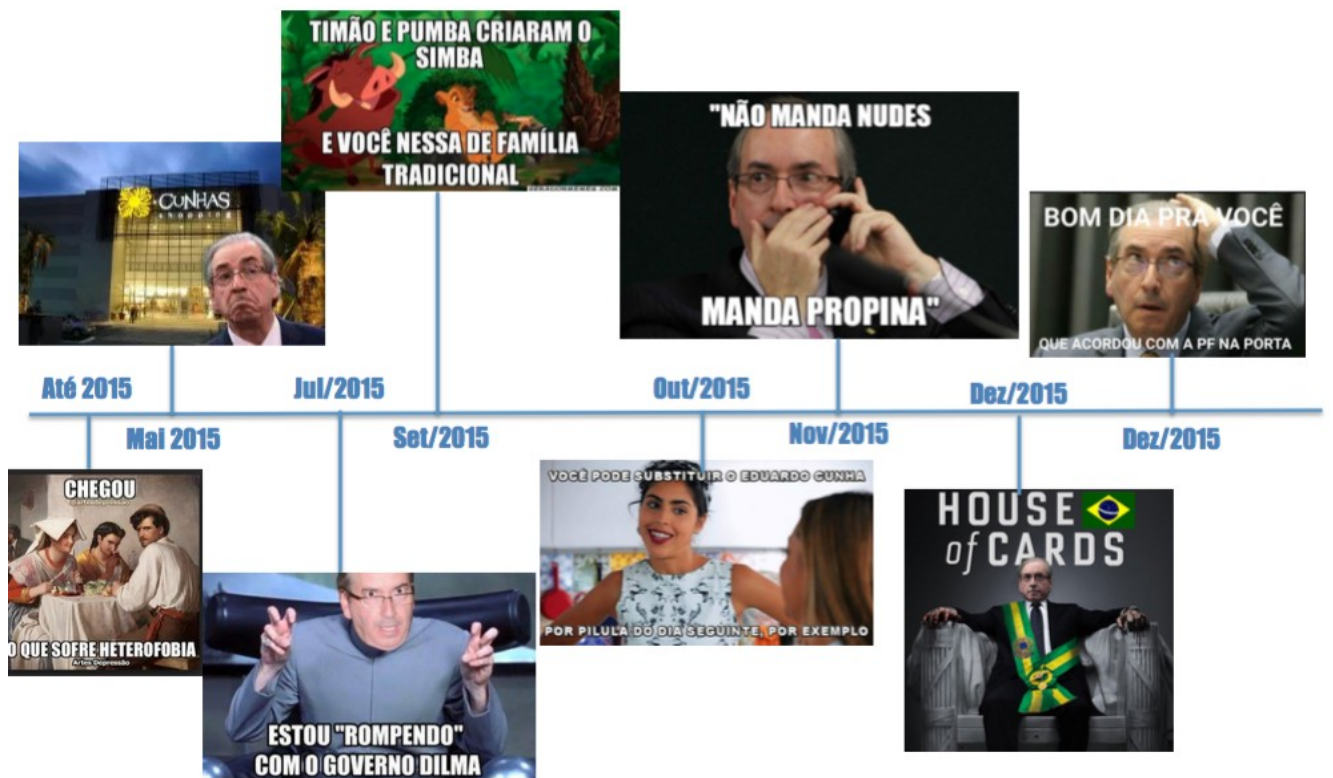 TIMÃO E PUMBA CRIARAM O
SIMBA
E VOCÊ NESSA DE FAMÍLIA
TRADICIONAL
"NÃO MANDA NUDES
MANDA PROPINA"
CUNHAS
shopping
BOM DIA PRA VOCÊ
QUE ACORDOU COM A PF NA PORTA
Até 2015
Jul/2015
Out/2015
Dez/2015
Mai 2015
Set/2015
Nov/2015
Dez/2015
CHEGOU
O QUE SOFRE HETEROFOBIA
Artes Depressão
ESTOU "ROMPENDO"
COM O GOVERNO DILMA
VOCÊ PODE SUBSTITUIR O EDUARDO CUNHA
POR PILULA DO DIA SEGUINTE, POR EXEMPLO
HOUSE
of CARDS